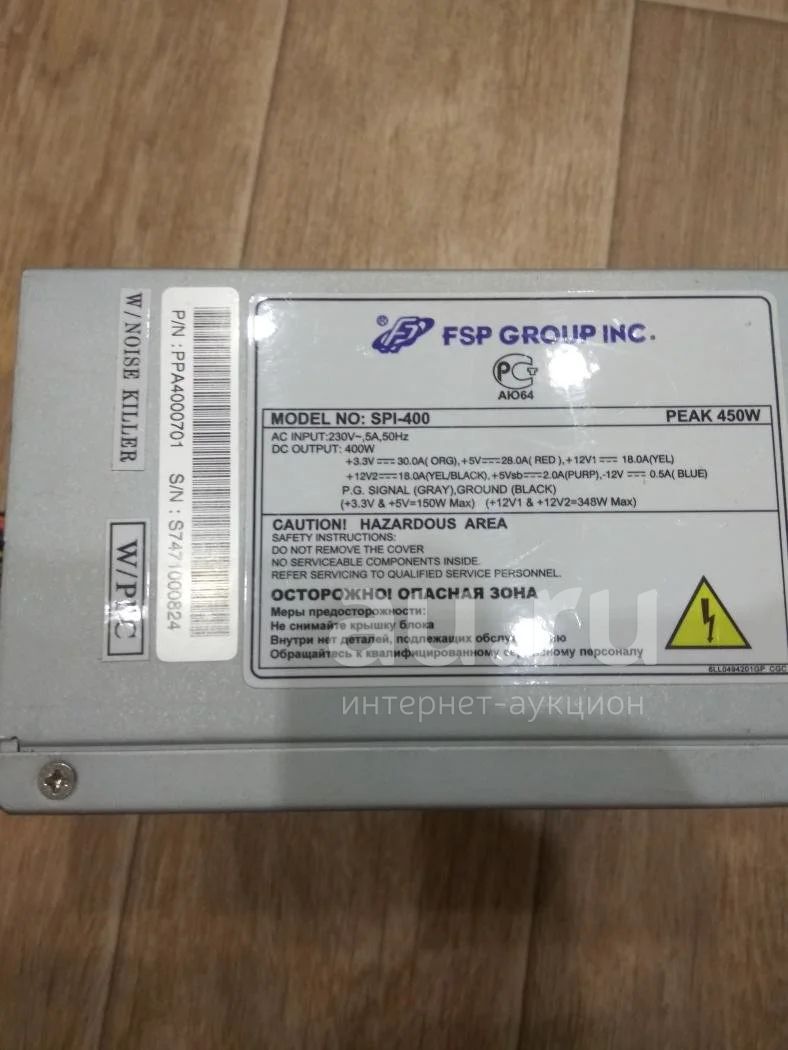 W/NOISE KILLER
W/PFC
P/N : PPA4000701 S/N : S7471000824
® FSP GROUP INC.
АЮ64
MODEL NO: SPI-400 PEAK 450W
AC INPUT:230V~,5A,50Hz
DC OUTPUT: 400W
+3.3V 30.0A( ORG),+5V 28.0A( RED ),+12V1 18.0A(YEL)
+12V2 18.0A(YEL/BLACK), +5Vsb 2.0A(PURP),-12V 0.5A( BLUE)
P.G. SIGNAL (GRAY),GROUND (BLACK)
(+3.3V & +5V=150W Max) (+12V1 & +12V2=348W Max)
CAUTION! HAZARDOUS AREA
SAFETY INSTRUCTIONS:
DO NOT REMOVE THE COVER
NO SERVICEABLE COMPONENTS INSIDE.
REFER SERVICING TO QUALIFIED SERVICE PERSONNEL.
ОСТОРОЖНО! ОПАСНАЯ ЗОНА
Меры предосторожности:
Не снимайте крышку блока
Внутри нет деталей, подлежащих обслуживанию
Обращайтесь к квалифицированному сервисному персоналу
6LL0494201GP CGC
au.ru
интернет-аукцион